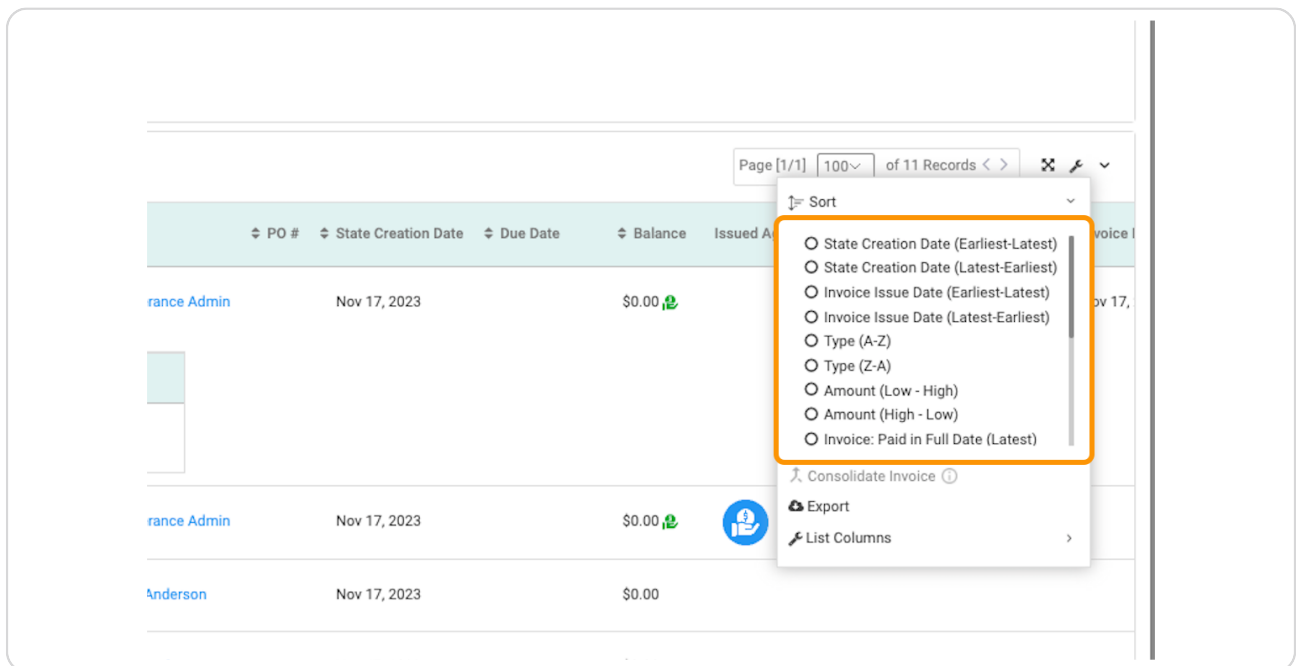 Page [1/1] 100 of 11 Records
Sort
PO # State Creation Date Due Date Balance Issued
State Creation Date (Earliest-Latest)
State Creation Date (Latest-Earliest)
Invoice Issue Date (Earliest-Latest)
Invoice Issue Date (Latest-Earliest)
Type (A-Z)
Type (Z-A)
Amount (Low - High)
Amount (High - Low)
Invoice: Paid in Full Date (Latest)
Consolidate Invoice
Export
List Columns
Admin Nov 17, 2023 $0.00 17,
Admin Nov 17, 2023 $0.00
Anderson Nov 17, 2023 $0.00